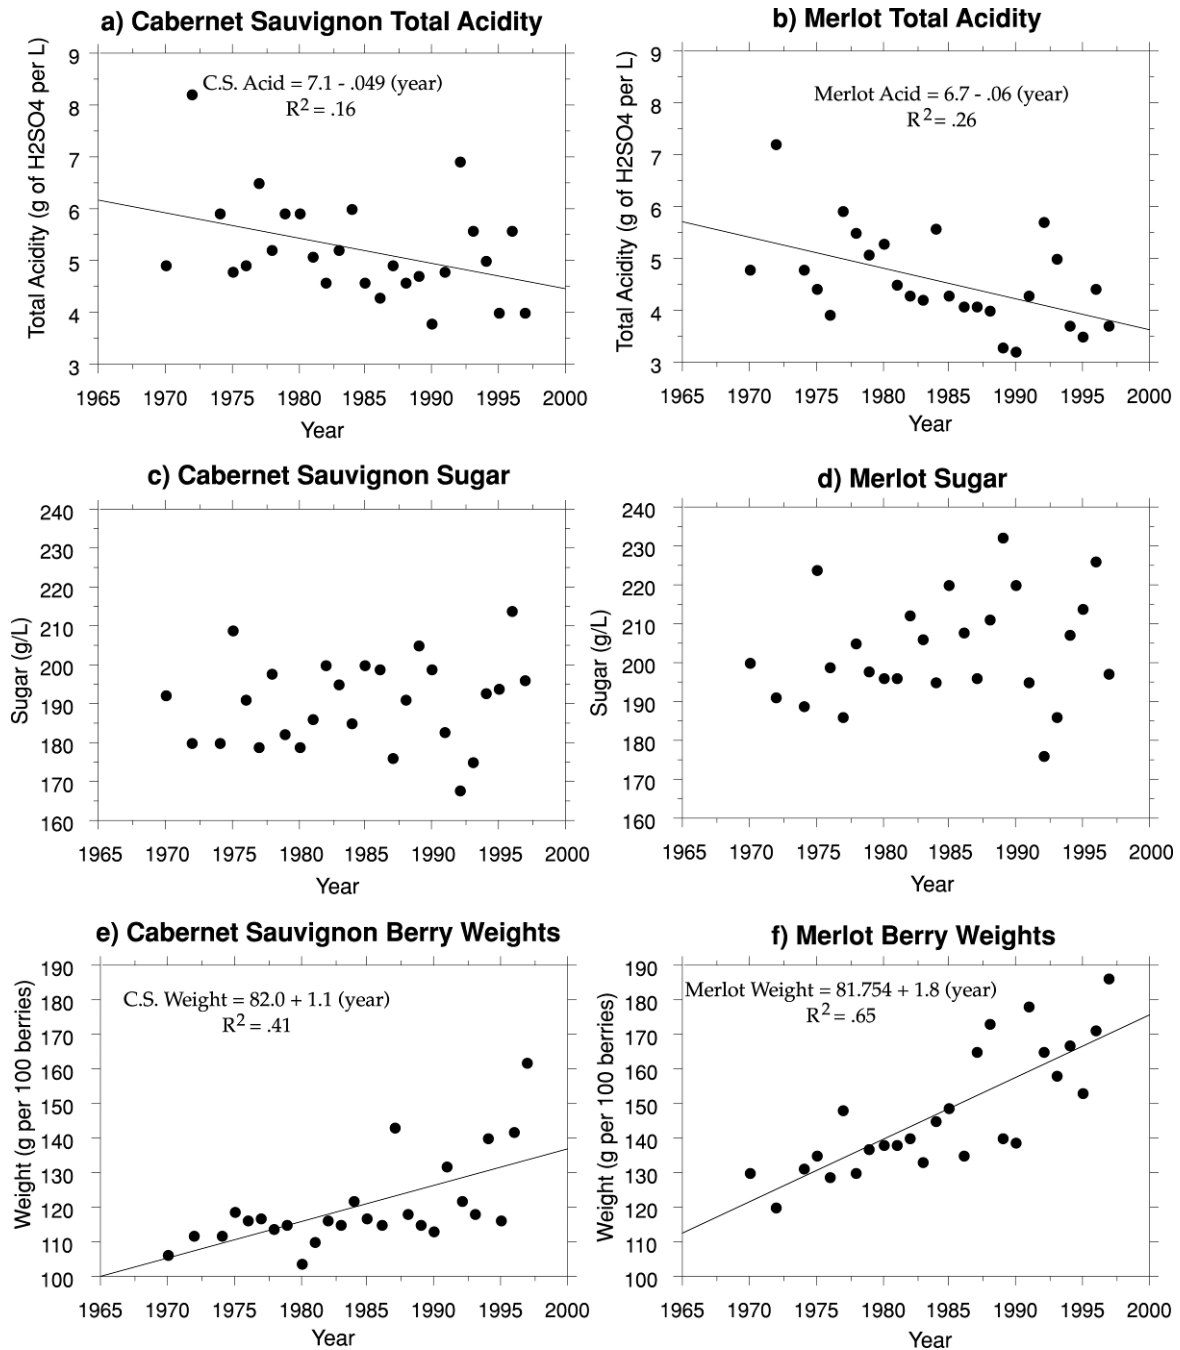 a) Cabernet Sauvignon Total Acidity
Total Acidity (g of H2SO4 per L)
9
8
7
6
5
4
3
C.S. Acid = 7.1 - .049 (year)
R2 = .16
1965 1970 1975 1980 1985 1990 1995 2000
Year
b) Merlot Total Acidity
Total Acidity (g of H2SO4 per L)
9
8
7
6
5
4
3
Merlot Acid = 6.7 - .06 (year)
R2 = .26
1965 1970 1975 1980 1985 1990 1995 2000
Year
c) Cabernet Sauvignon Sugar
Sugar (g/L)
240
230
220
210
200
190
180
170
160
1965 1970 1975 1980 1985 1990 1995 2000
Year
d) Merlot Sugar
Sugar (g/L)
240
230
220
210
200
190
180
170
160
1965 1970 1975 1980 1985 1990 1995 2000
Year
e) Cabernet Sauvignon Berry Weights
Weight (g per 100 berries)
190
180
170
160
150
140
130
120
110
100
C.S. Weight = 82.0 + 1.1 (year)
R2 = .41
1965 1970 1975 1980 1985 1990 1995 2000
Year
f) Merlot Berry Weights
Weight (g per 100 berries)
190
180
170
160
150
140
130
120
110
100
Merlot Weight = 81.754 + 1.8 (year)
R2 = .65
1965 1970 1975 1980 1985 1990 1995 2000
Year